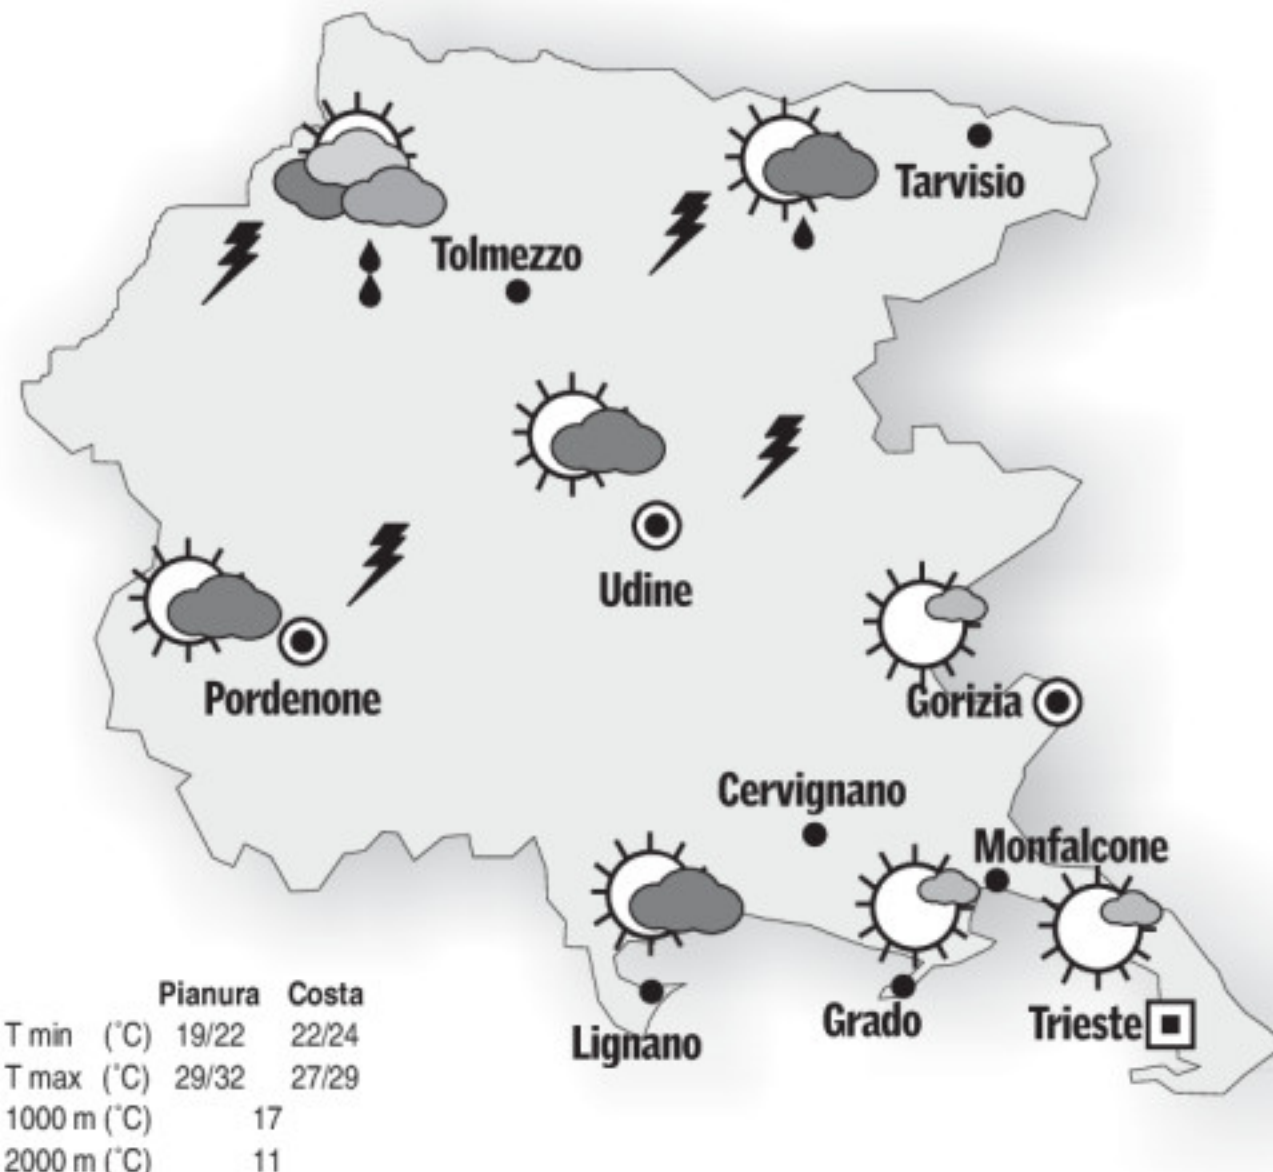 Tarvisio
Tolmezzo
Udine
Pordenone
Gorizia
Cervignano
Monfalcone
Grado
Trieste
Lignano
Pianura Costa
T min (°C) 19/22 22/24
T max (°C) 29/32 27/29
1000 m (°C) 17
2000 m (°C) 11